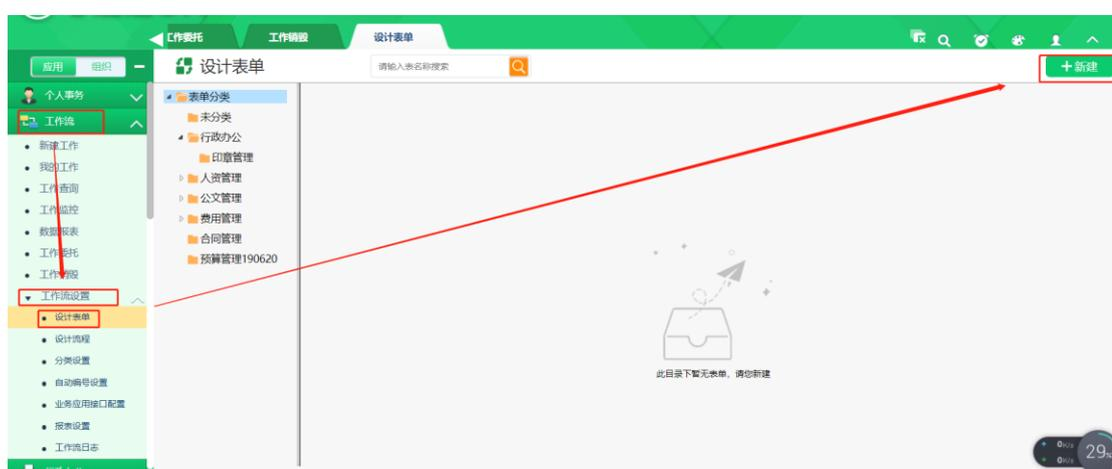 工作委托 工作销毁 设计表单
应用 组织
设计表单 请输入表名称搜索 +新建
个人事务
工作流
新建工作
我的工作
工作查询
工作监控
数据报表
工作委托
工作销毁
工作流设置
设计表单
设计流程
分类设置
自动编号设置
业务应用接口配置
报表设置
工作流日志
表单分类
未分类
行政办公
印章管理
人资管理
公文管理
费用管理
合同管理
预算管理190620
此目录下暂无表单，请您新建
0K/s
0K/s
29%